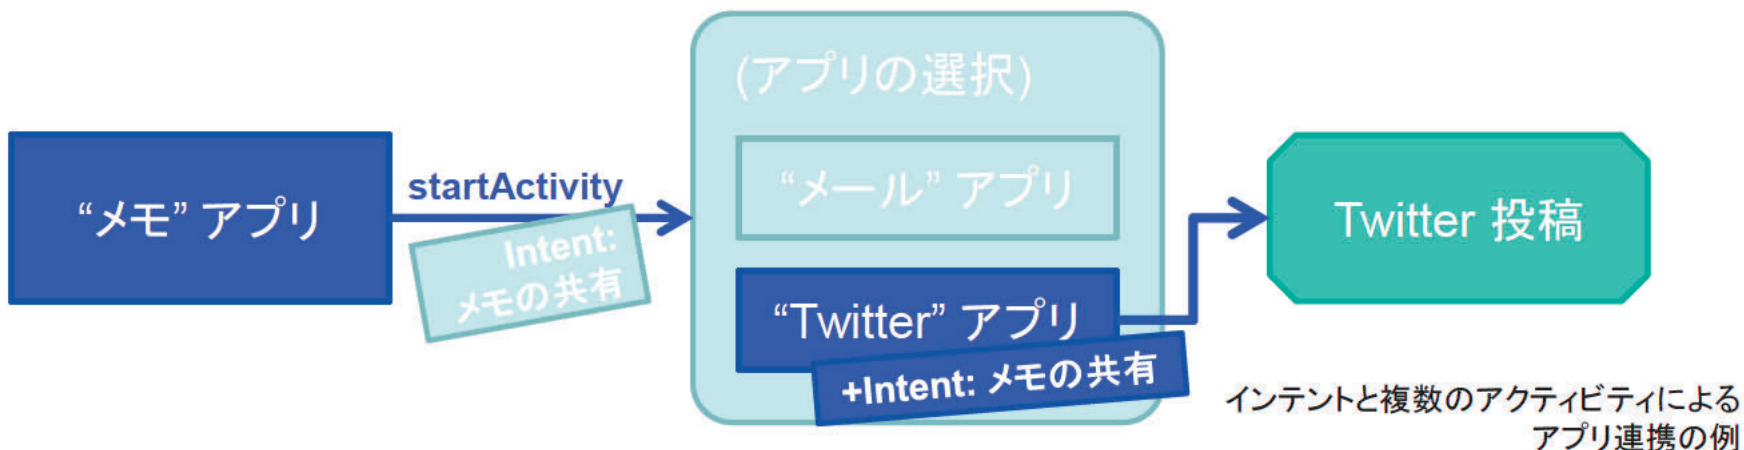 “メモ” アプリ
startActivity
Intent:
メモの共有
(アプリの選択)
“メール” アプリ
“Twitter” アプリ
+Intent: メモの共有
Twitter 投稿
インテントと複数のアクティビティによる
アプリ連携の例